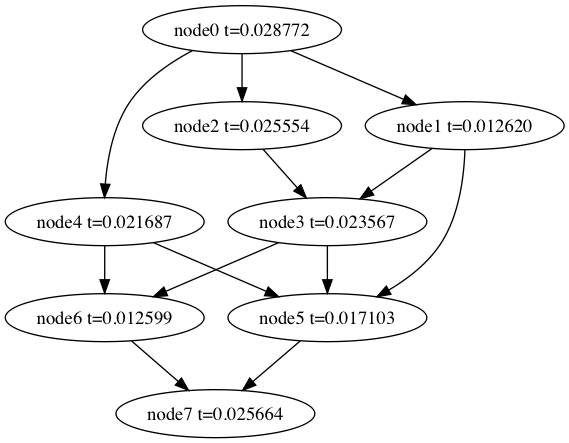 node0 t=0.028772
node2 t=0.025554
node1 t=0.012620
node4 t=0.021687
node3 t=0.023567
node6 t=0.012599
node5 t=0.017103
node7 t=0.025664